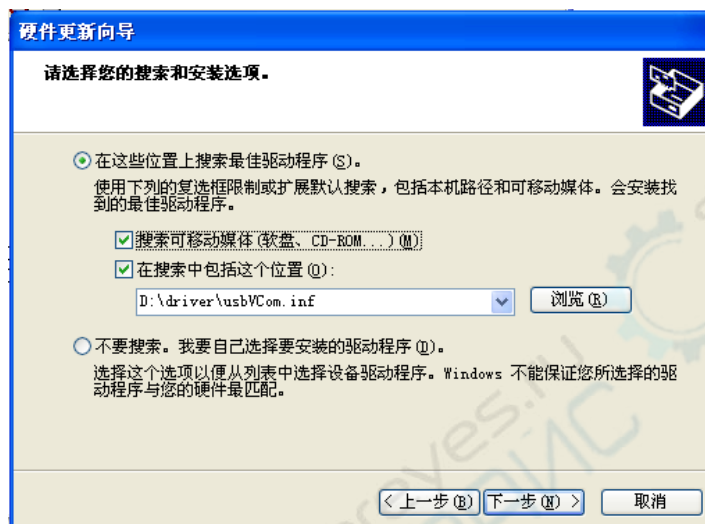 硬件更新向导
请选择您的搜索和安装选项。
在这些位置上搜索最佳驱动程序(S)。
使用下列的复选框限制或扩展默认搜索，包括本机路径和可移动媒体。会安装找
到的最佳驱动程序。
搜索可移动媒体(软盘、CD-ROM...)(M)
在搜索中包括这个位置(O):
D:\driver\usbVCom.inf
浏览(R)
不要搜索。我要自己选择要安装的驱动程序(D)。
选择这个选项以便从列表中选择设备驱动程序。Windows 不能保证您所选择的驱
动程序与您的硬件最匹配。
< 上一步(B) 下一步(N) > 取消